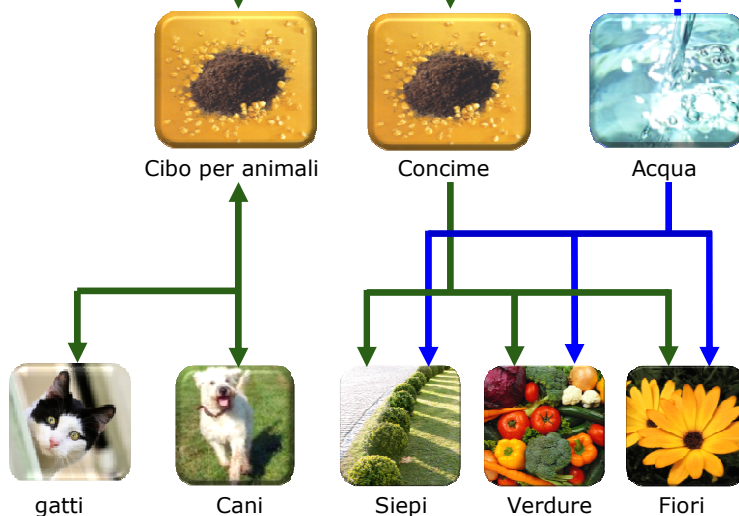 Cibo per animali
Concime
Acqua
gatti
Cani
Siepi
Verdure
Fiori